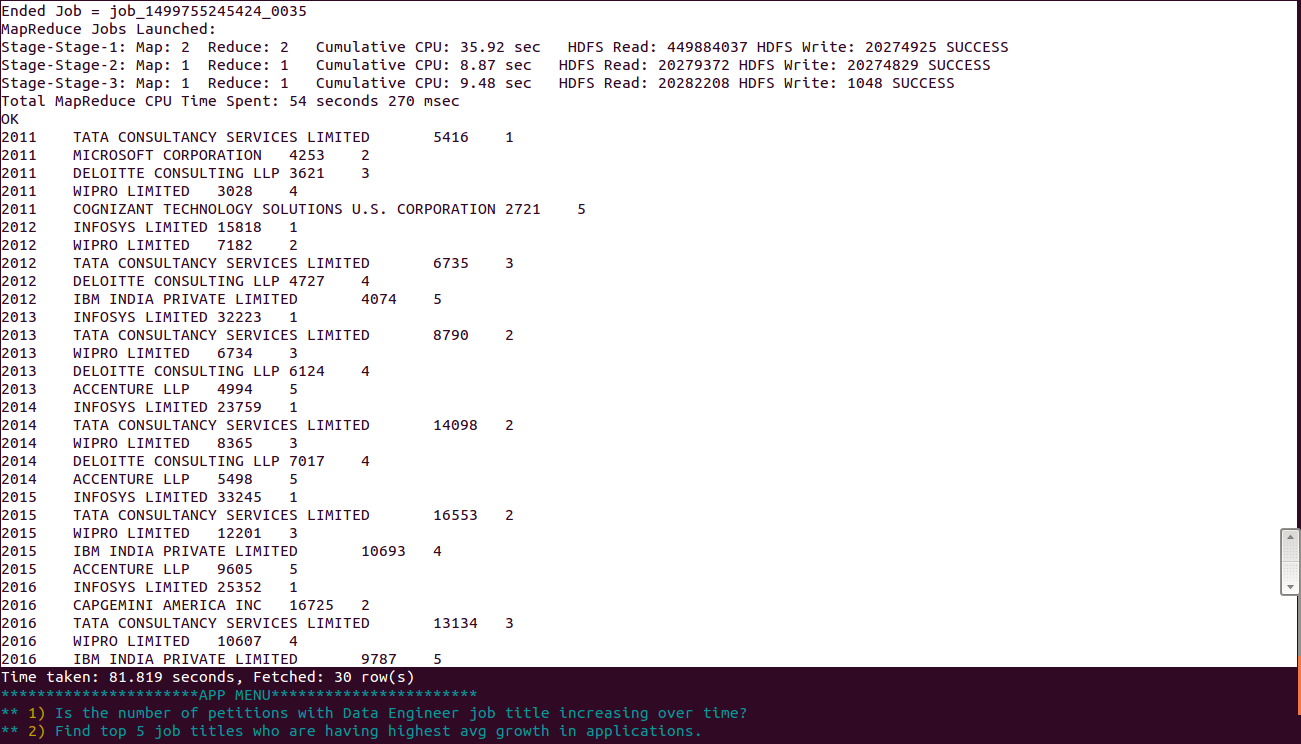 Ended Job = job_1499755245424_0035
MapReduce Jobs Launched:
Stage-Stage-1: Map: 2  Reduce: 2   Cumulative CPU: 35.92 sec   HDFS Read: 449884037 HDFS Write: 20274925 SUCCESS
Stage-Stage-2: Map: 1  Reduce: 1   Cumulative CPU: 8.87 sec   HDFS Read: 20279372 HDFS Write: 20274829 SUCCESS
Stage-Stage-3: Map: 1  Reduce: 1   Cumulative CPU: 9.48 sec   HDFS Read: 20282208 HDFS Write: 1048 SUCCESS
Total MapReduce CPU Time Spent: 54 seconds 270 msec
OK
2011    TATA CONSULTANCY SERVICES LIMITED       5416    1
2011    MICROSOFT CORPORATION   4253    2
2011    DELOITTE CONSULTING LLP 3621    3
2011    WIPRO LIMITED   3028    4
2011    COGNIZANT TECHNOLOGY SOLUTIONS U.S. CORPORATION 2721    5
2012    INFOSYS LIMITED 15818   1
2012    WIPRO LIMITED   7182    2
2012    TATA CONSULTANCY SERVICES LIMITED       6735    3
2012    DELOITTE CONSULTING LLP 4727    4
2012    IBM INDIA PRIVATE LIMITED       4074    5
2013    INFOSYS LIMITED 32223   1
2013    TATA CONSULTANCY SERVICES LIMITED       8790    2
2013    WIPRO LIMITED   6734    3
2013    DELOITTE CONSULTING LLP 6124    4
2013    ACCENTURE LLP   4994    5
2014    INFOSYS LIMITED 23759   1
2014    TATA CONSULTANCY SERVICES LIMITED       14098   2
2014    WIPRO LIMITED   8365    3
2014    DELOITTE CONSULTING LLP 7017    4
2014    ACCENTURE LLP   5498    5
2015    INFOSYS LIMITED 33245   1
2015    TATA CONSULTANCY SERVICES LIMITED       16553   2
2015    WIPRO LIMITED   12201   3
2015    IBM INDIA PRIVATE LIMITED       10693   4
2015    ACCENTURE LLP   9605    5
2016    INFOSYS LIMITED 25352   1
2016    CAPGEMINI AMERICA INC   16725   2
2016    TATA CONSULTANCY SERVICES LIMITED       13134   3
2016    WIPRO LIMITED   10607   4
2016    IBM INDIA PRIVATE LIMITED       9787    5
Time taken: 81.819 seconds, Fetched: 30 row(s)
**********************APP MENU***********************
** 1) Is the number of petitions with Data Engineer job title increasing over time?
** 2) Find top 5 job titles who are having highest avg growth in applications.